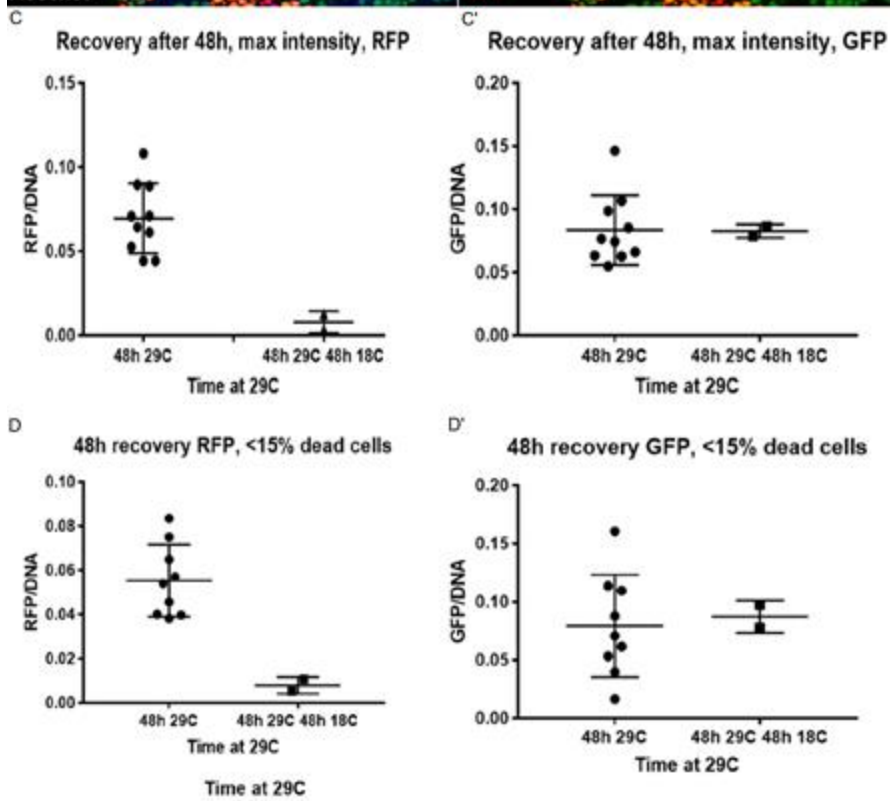 C
Recovery after 48h, max intensity, RFP
0.15
0.10
0.05
0.00
RFP/DNA
48h 29C
48h 29C 48h 18C
Time at 29C
C'
Recovery after 48h, max intensity, GFP
0.20
0.15
0.10
0.05
0.00
GFP/DNA
48h 29C
48h 29C 48h 18C
Time at 29C
D
48h recovery RFP, <15% dead cells
0.10
0.08
0.06
0.04
0.02
0.00
RFP/DNA
48h 29C
48h 29C 48h 18C
Time at 29C
Time at 29C
D'
48h recovery GFP, <15% dead cells
0.20
0.15
0.10
0.05
0.00
GFP/DNA
48h 29C
48h 29C 48h 18C
Time at 29C